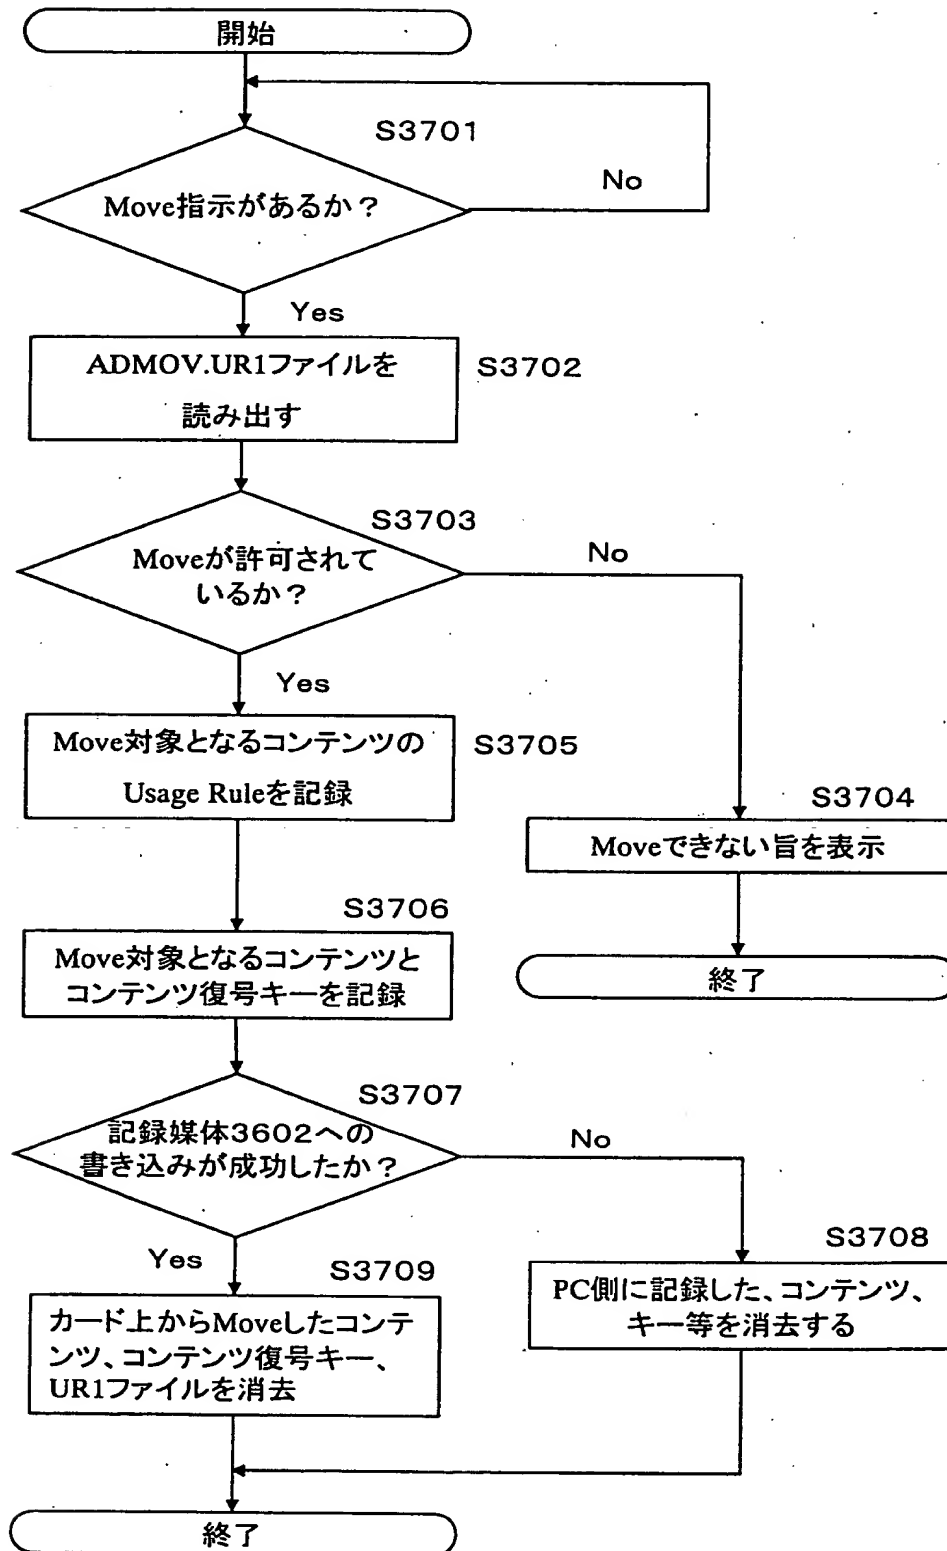 開始
S3701
Move指示があるか？
No
Yes
ADMOV.UR1ファイルを
読み出す
S3702
S3703
Moveが許可されて
いるか？
No
Yes
Move対象となるコンテンツの
Usage Ruleを記録
S3705
S3704
Moveできない旨を表示
終了
S3706
Move対象となるコンテンツと
コンテンツ復号キーを記録
S3707
記録媒体3602への
書き込みが成功したか？
No
Yes
S3708
PC側に記録した、コンテンツ、
キー等を消去する
S3709
カード上からMoveしたコンテ
ンツ、コンテンツ復号キー、
UR1ファイルを消去
終了